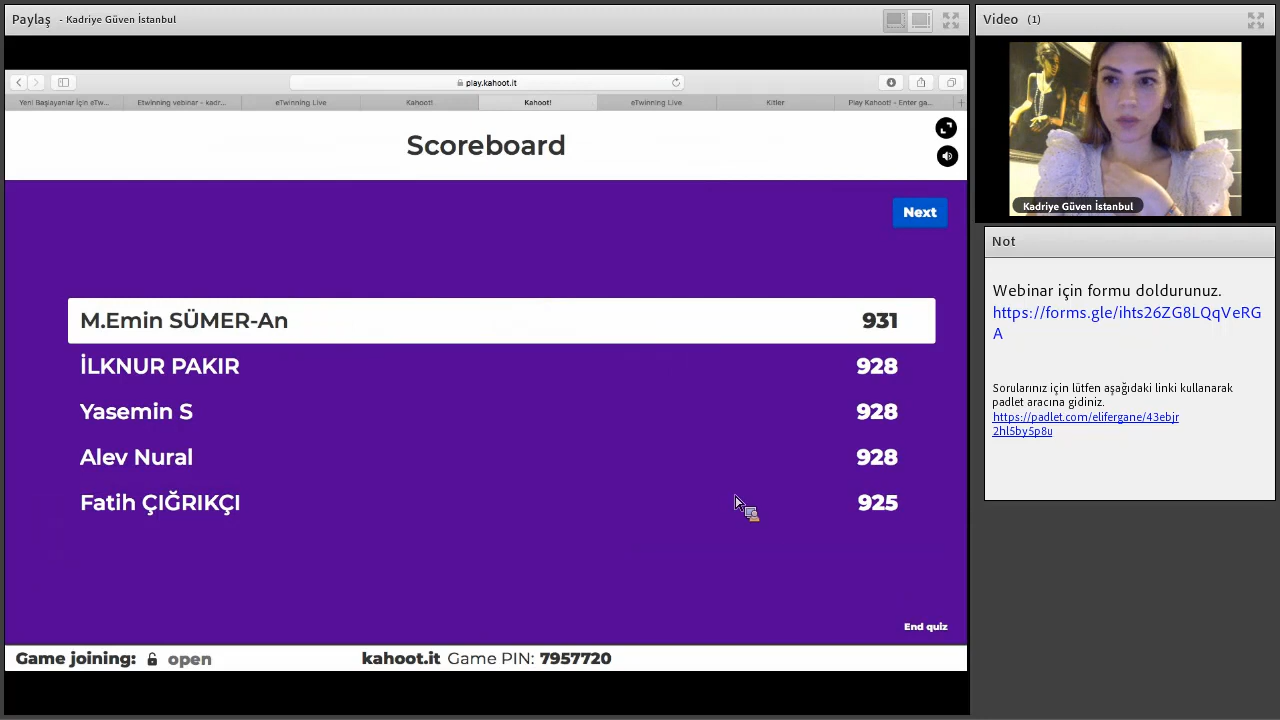 Paylaş - Kadriye Güven İstanbul
play.kahoot.it
Yeni Başlayanlar İçin eTw...
Etwinning vebinar - kadr...
eTwinning Live
Kahoot!
Kahoot!
eTwinning Live
Kitler
Play Kahoot! - Enter ga...
Scoreboard
Next
M.Emin SÜMER-An 931
İLKNUR PAKIR 928
Yasemin S 928
Alev Nural 928
Fatih ÇIĞRIKÇI 925
End quiz
Game joining: open
kahoot.it Game PIN: 7957720
Video (1)
Kadriye Güven İstanbul
Not
Webinar için formu doldurunuz.
https://forms.gle/ihts26ZG8LQqVeRG
A
Sorularınız için lütfen aşağıdaki linki kullanarak
padlet aracına gidiniz.
https://padlet.com/elifergane/43ebjr
2hl5by5p8u